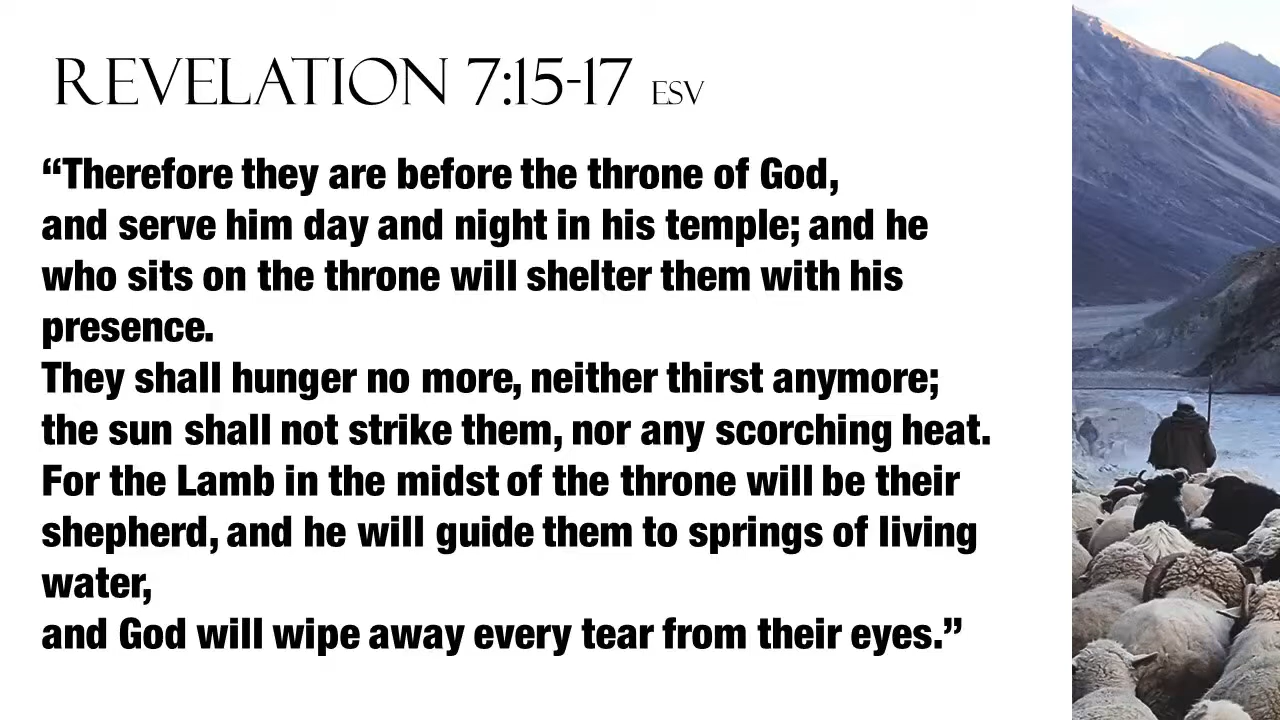 REVELATION 7:15-17 ESV
“Therefore they are before the throne of God,
and serve him day and night in his temple; and he
who sits on the throne will shelter them with his
presence.
They shall hunger no more, neither thirst anymore;
the sun shall not strike them, nor any scorching heat.
For the Lamb in the midst of the throne will be their
shepherd, and he will guide them to springs of living
water,
and God will wipe away every tear from their eyes.”